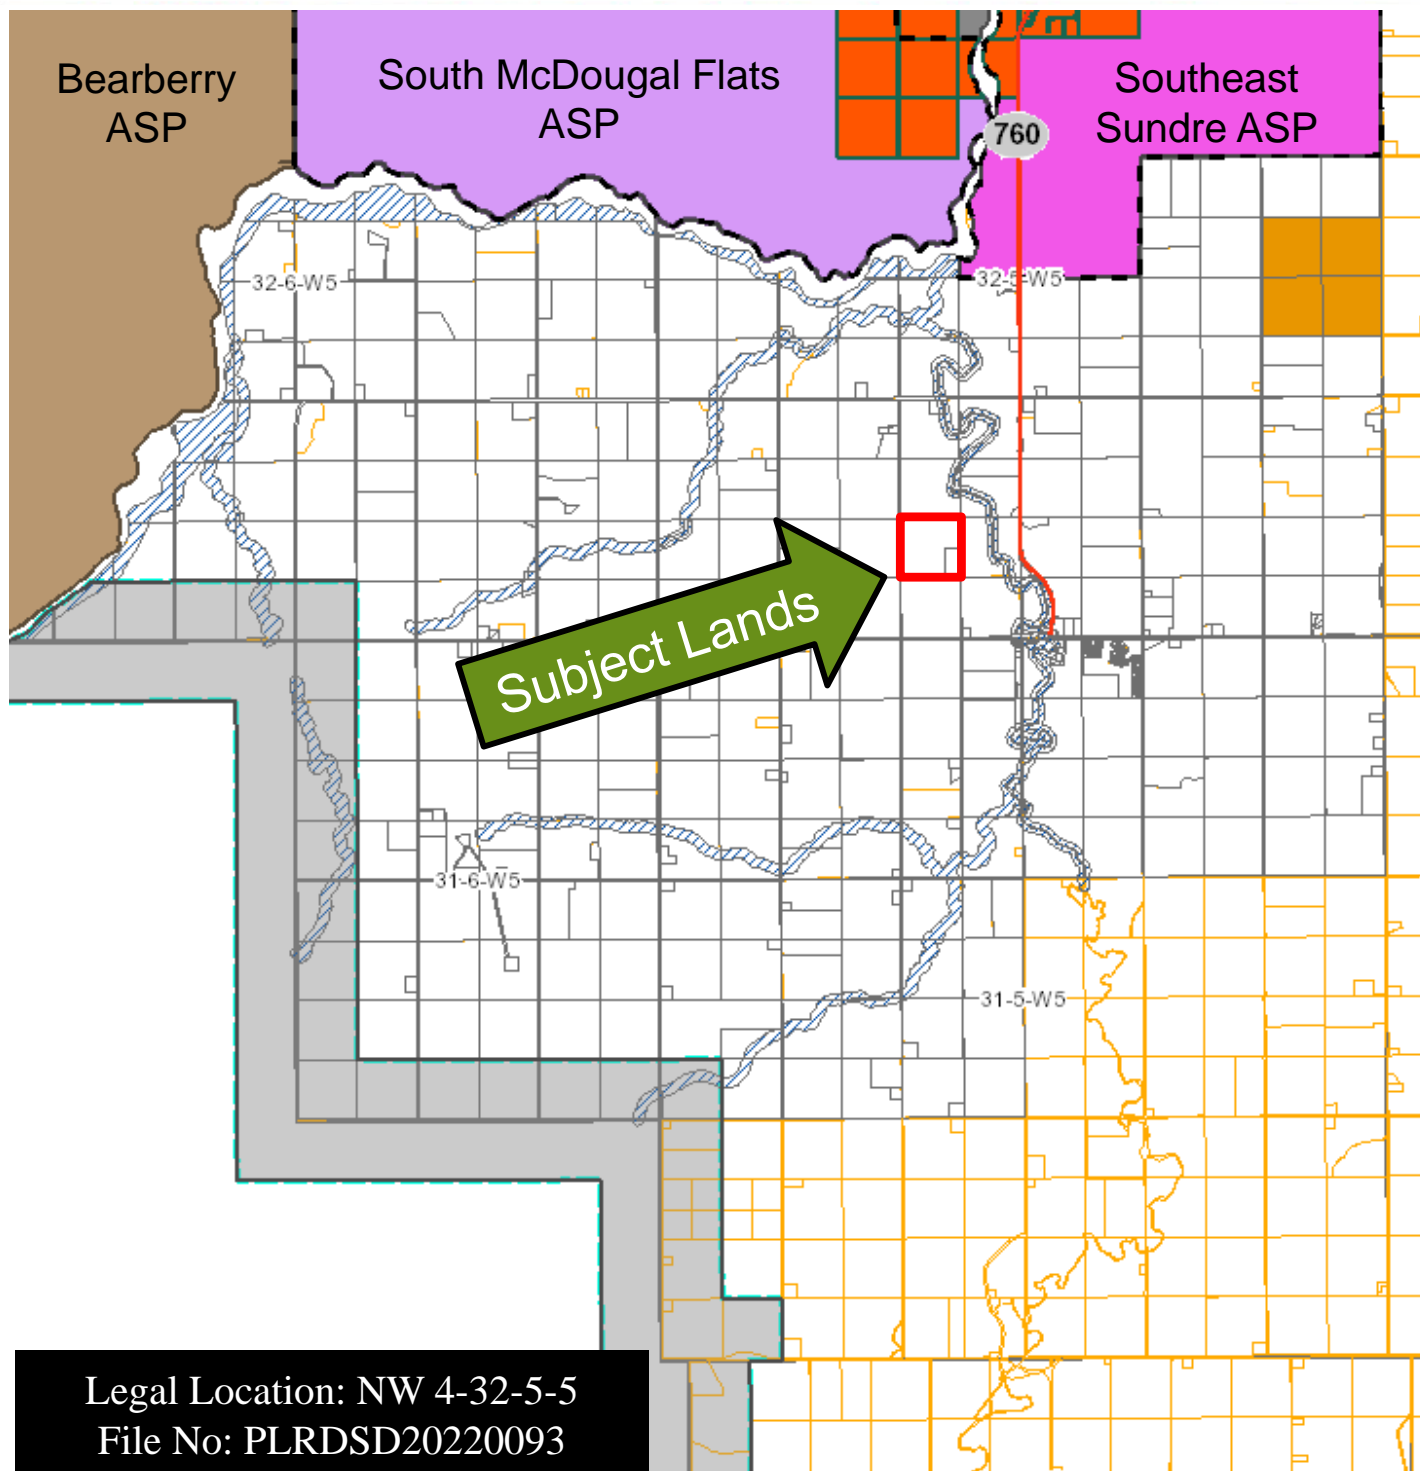 Bearberry
ASP
South McDougal Flats
ASP
Southeast
Sundre ASP
760
32-6-W5
32-5-W5
Subject Lands
31-6-W5
31-5-W5
Legal Location: NW 4-32-5-5
File No: PLRDSD20220093